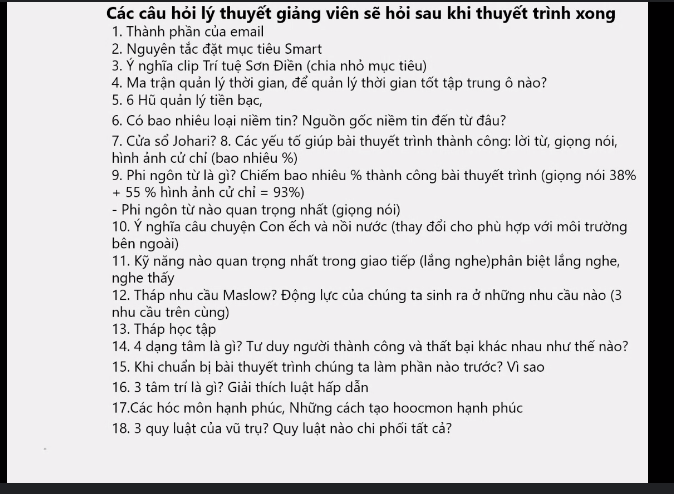 Các câu hỏi lý thuyết giảng viên sẽ hỏi sau khi thuyết trình xong
1. Thành phần của email
2. Nguyên tắc đặt mục tiêu Smart
3. Ý nghĩa clip Trí tuệ Sơn Điền (chia nhỏ mục tiêu)
4. Ma trận quản lý thời gian, để quản lý thời gian tốt tập trung ô nào?
5. 6 Hũ quản lý tiền bạc,
6. Có bao nhiêu loại niềm tin? Nguồn gốc niềm tin đến từ đâu?
7. Cửa sổ Johari? 8. Các yếu tố giúp bài thuyết trình thành công: lời từ, giọng nói,
hình ảnh cử chỉ (bao nhiêu %)
9. Phi ngôn từ là gì? Chiếm bao nhiêu % thành công bài thuyết trình (giọng nói 38%
+ 55 % hình ảnh cử chỉ = 93%)
- Phi ngôn từ nào quan trọng nhất (giọng nói)
10. Ý nghĩa câu chuyện Con ếch và nồi nước (thay đổi cho phù hợp với môi trường
bên ngoài)
11. Kỹ năng nào quan trọng nhất trong giao tiếp (lắng nghe)phân biệt lắng nghe,
nghe thấy
12. Tháp nhu cầu Maslow? Động lực của chúng ta sinh ra ở những nhu cầu nào (3
nhu cầu trên cùng)
13. Tháp học tập
14. 4 dạng tâm là gì? Tư duy người thành công và thất bại khác nhau như thế nào?
15. Khi chuẩn bị bài thuyết trình chúng ta làm phần nào trước? Vì sao
16. 3 tâm trí là gì? Giải thích luật hấp dẫn
17.Các hóc môn hạnh phúc, Những cách tạo hoocmon hạnh phúc
18. 3 quy luật của vũ trụ? Quy luật nào chi phối tất cả?